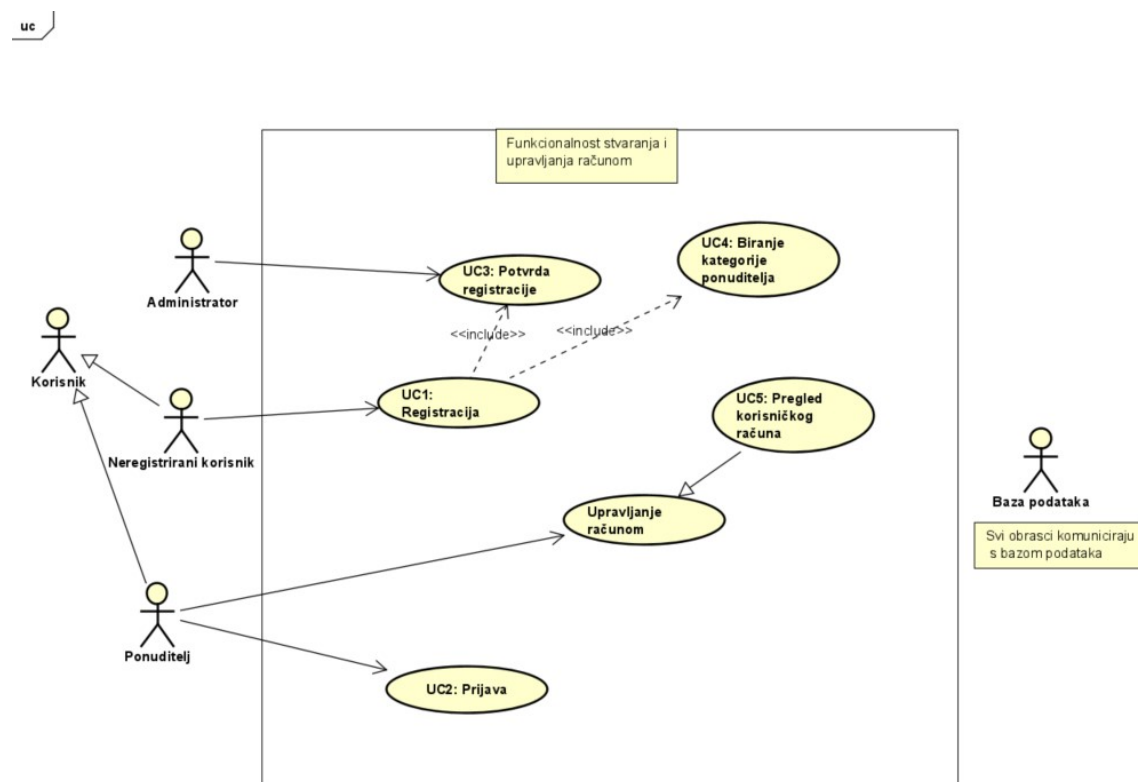 uc
Funkcionalnost stvaranja i
upravljanja računom
UC4: Biranje
kategorije
ponuditelja
UC3: Potvrda
registracije
Administrator
<<include>>
<<include>>
Korisnik
UC1:
Registracija
UC5: Pregled
korisničkog
računa
Neregistrirani korisnik
Baza podataka
Upravljanje
računom
Svi obrasci komuniciraju
s bazom podataka
Ponuditelj
UC2: Prijava